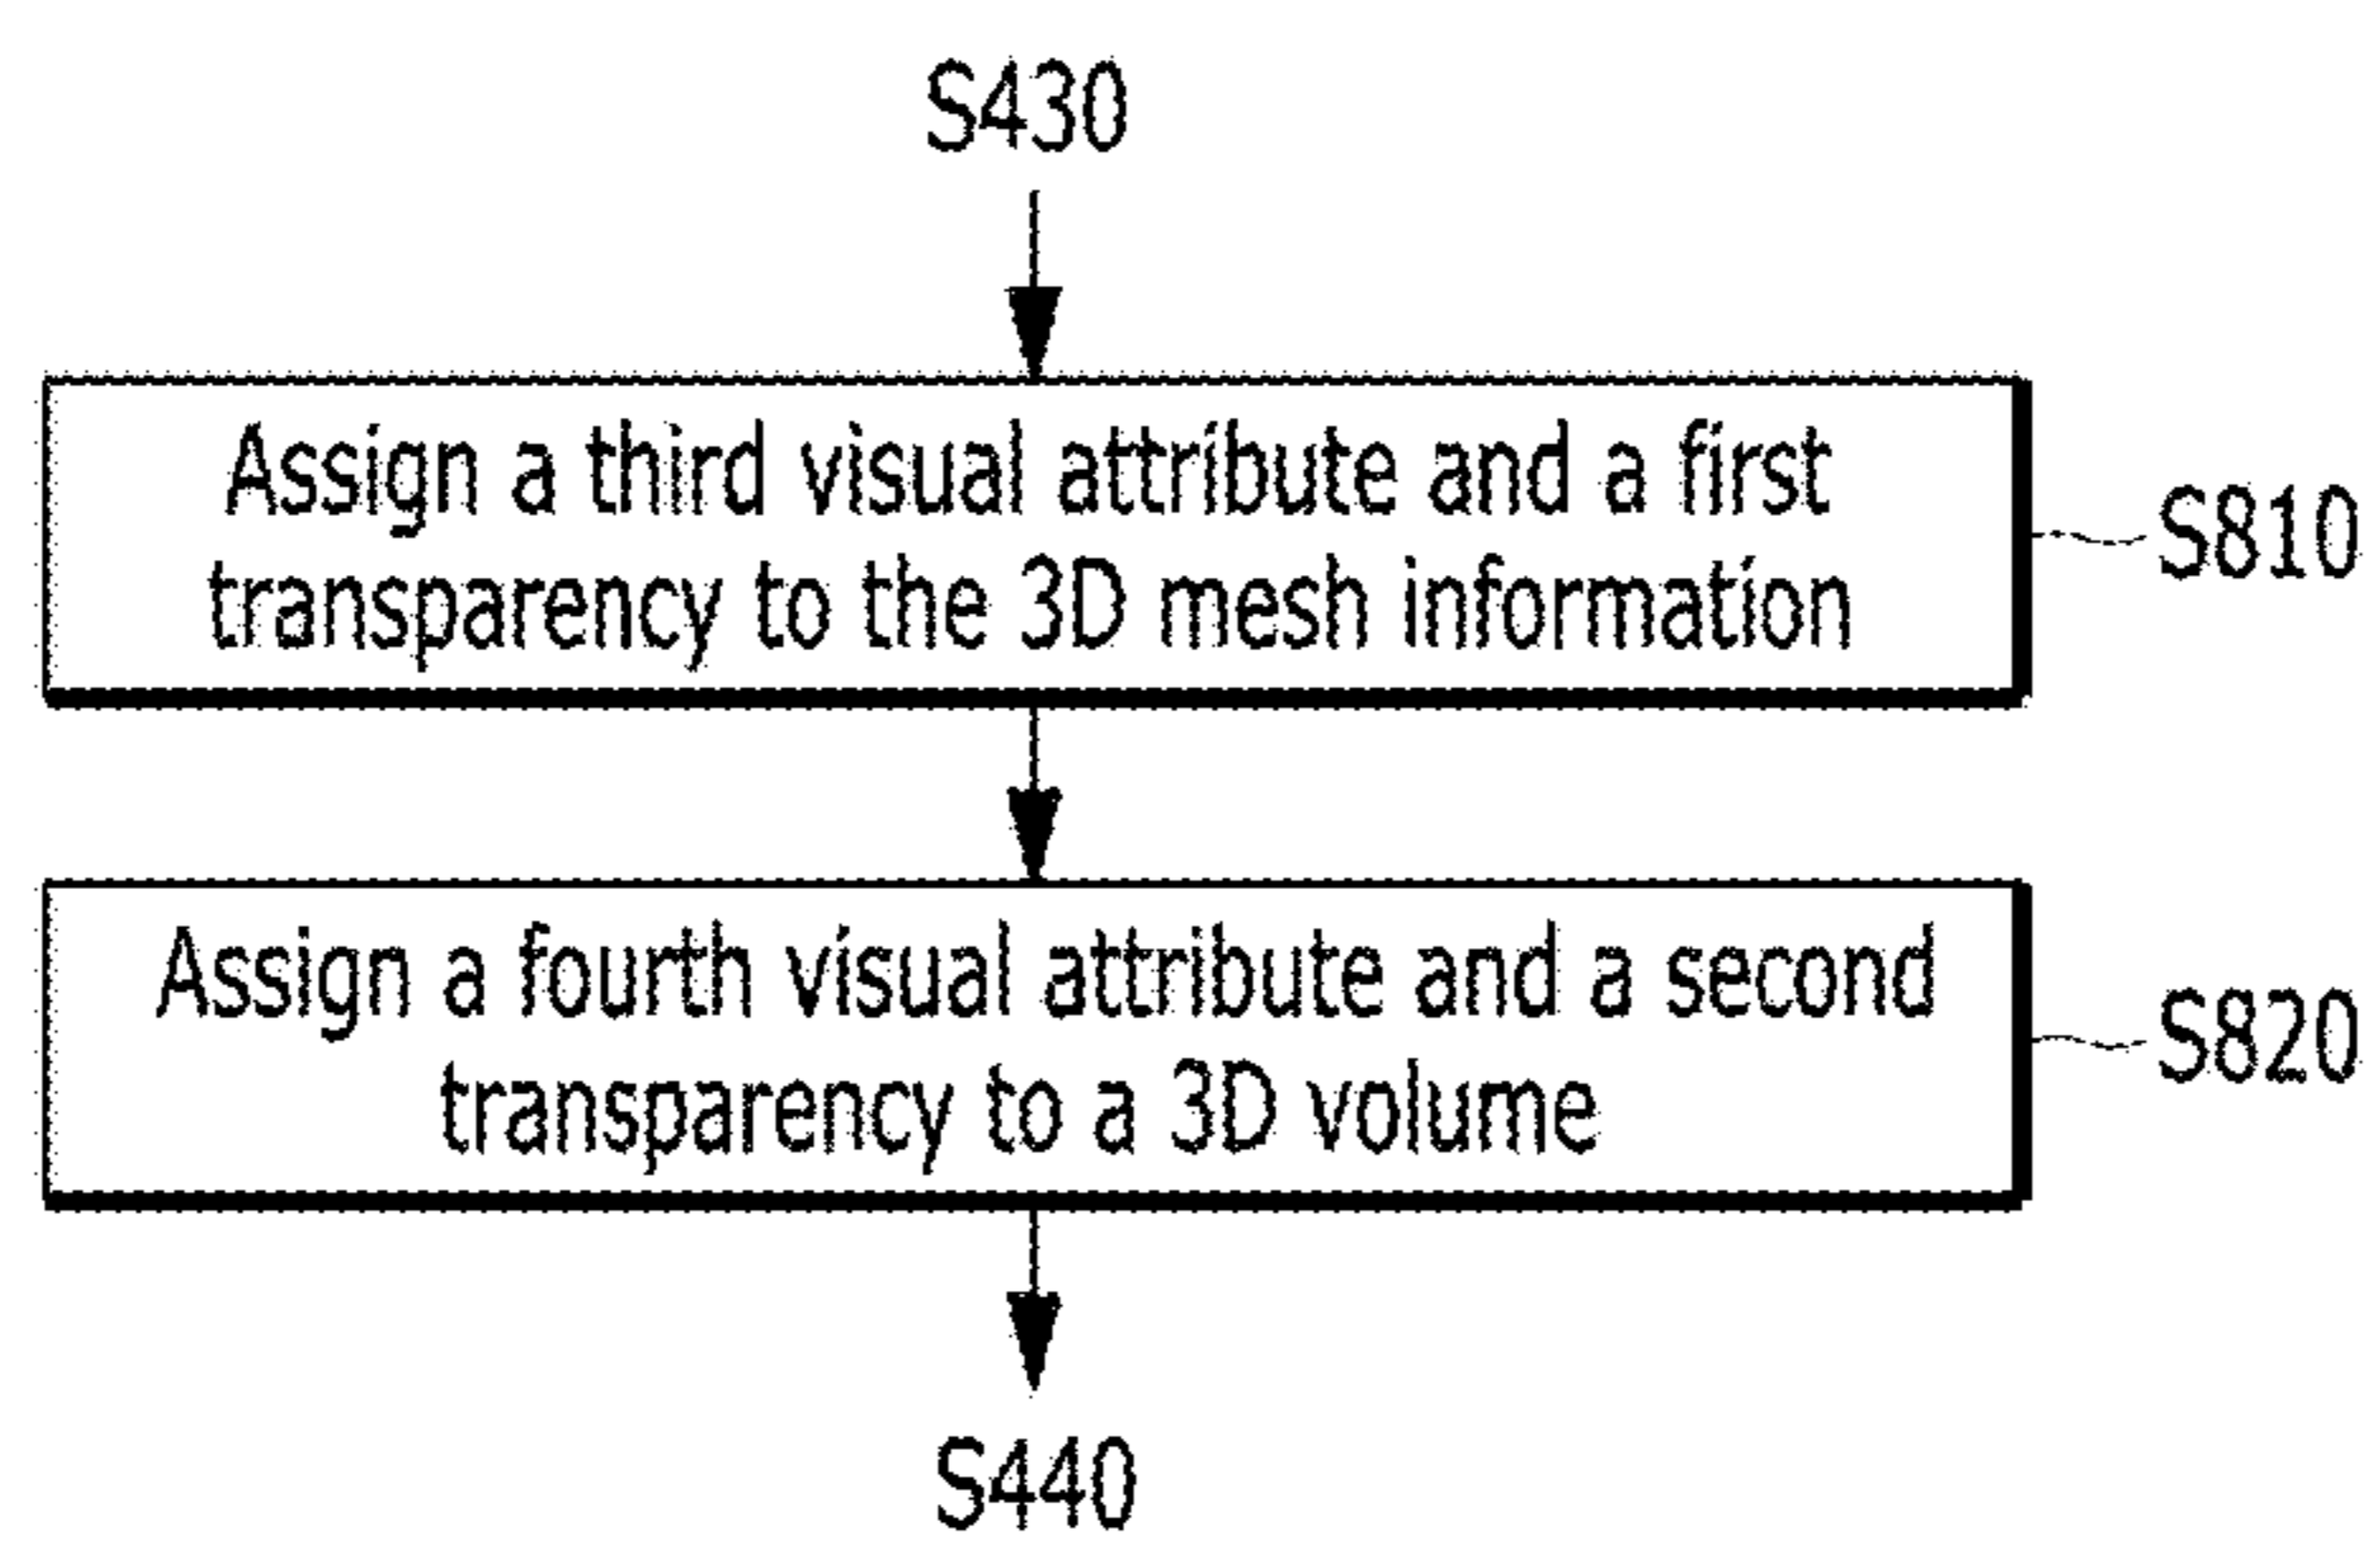 S430
Assign a third visual attribute and a first
transparency to the 3D mesh information
S810
Assign a fourth visual attribute and a second
transparency to a 3D volume
S820
S440